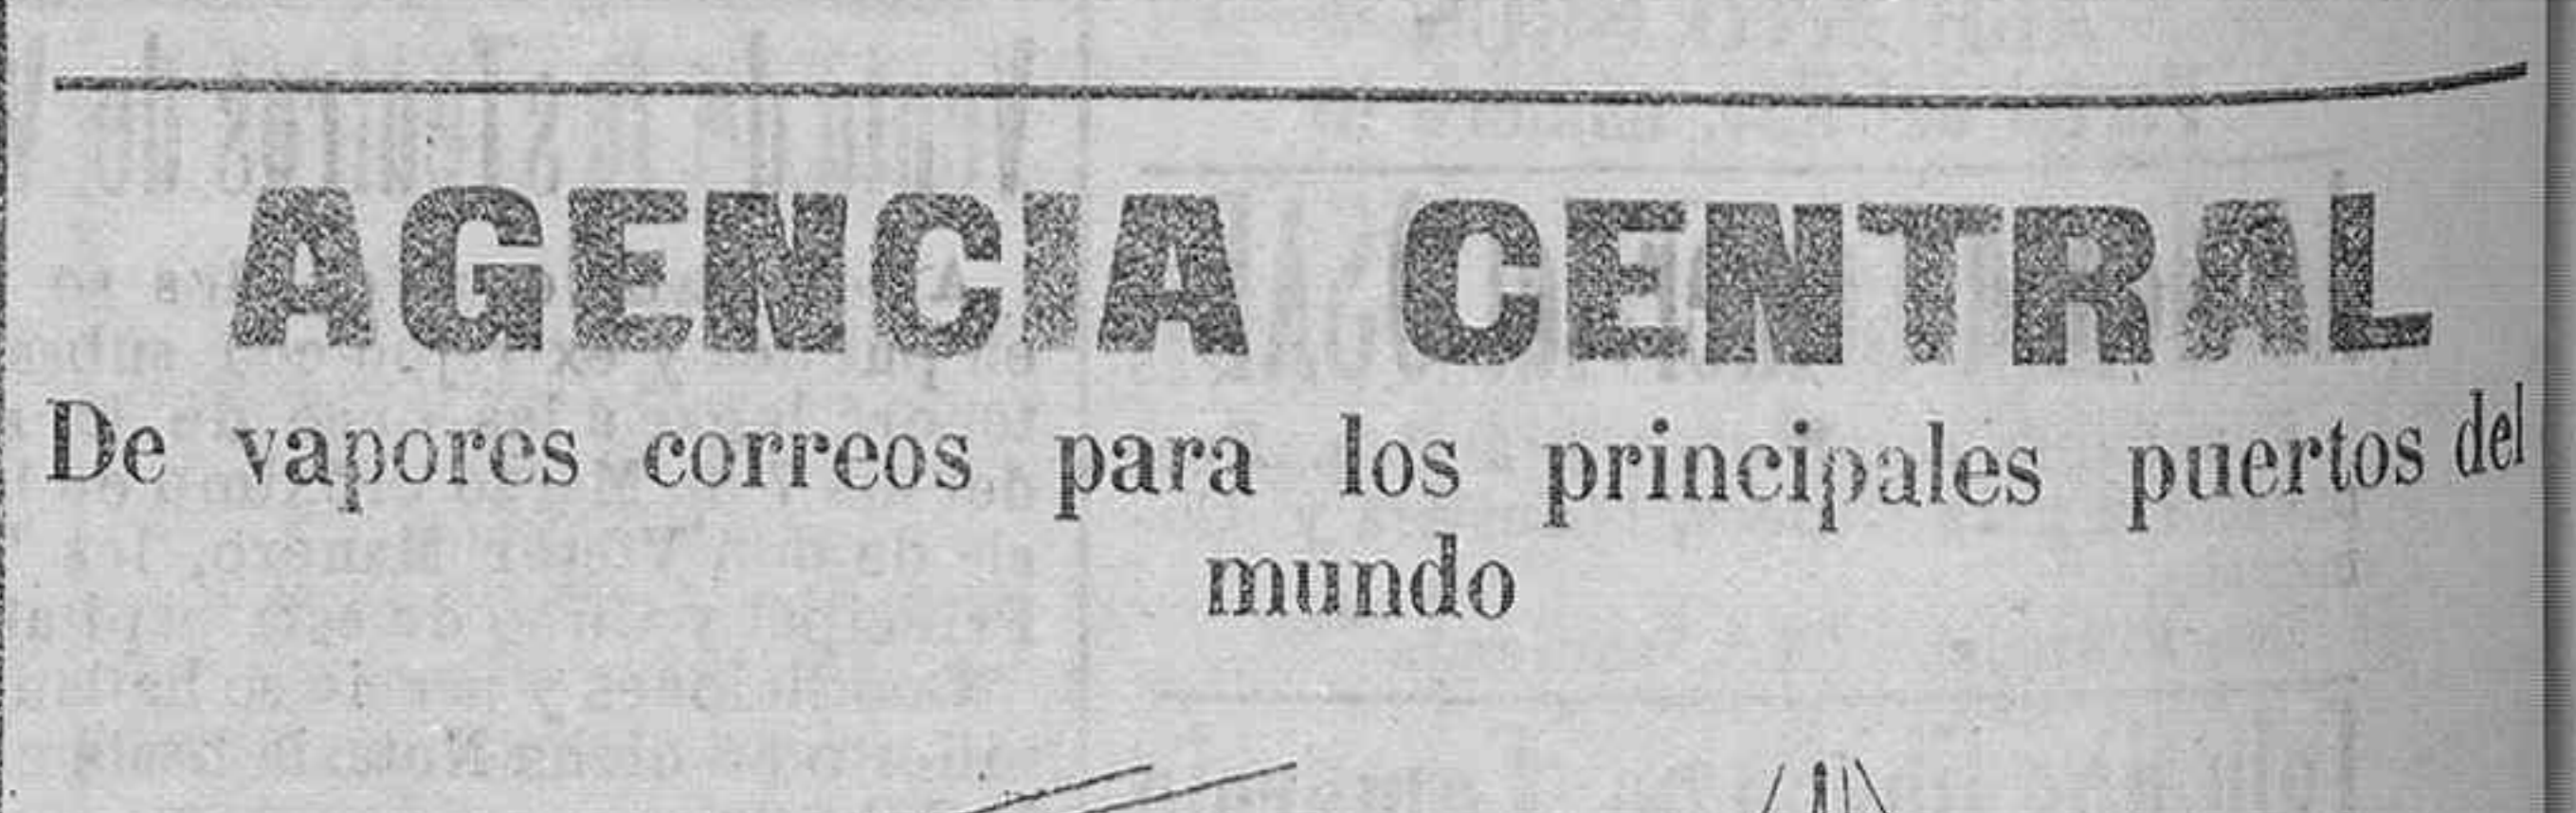 AGENCIA CENTRAL
De vapores correos para los principales puertos del
mundo